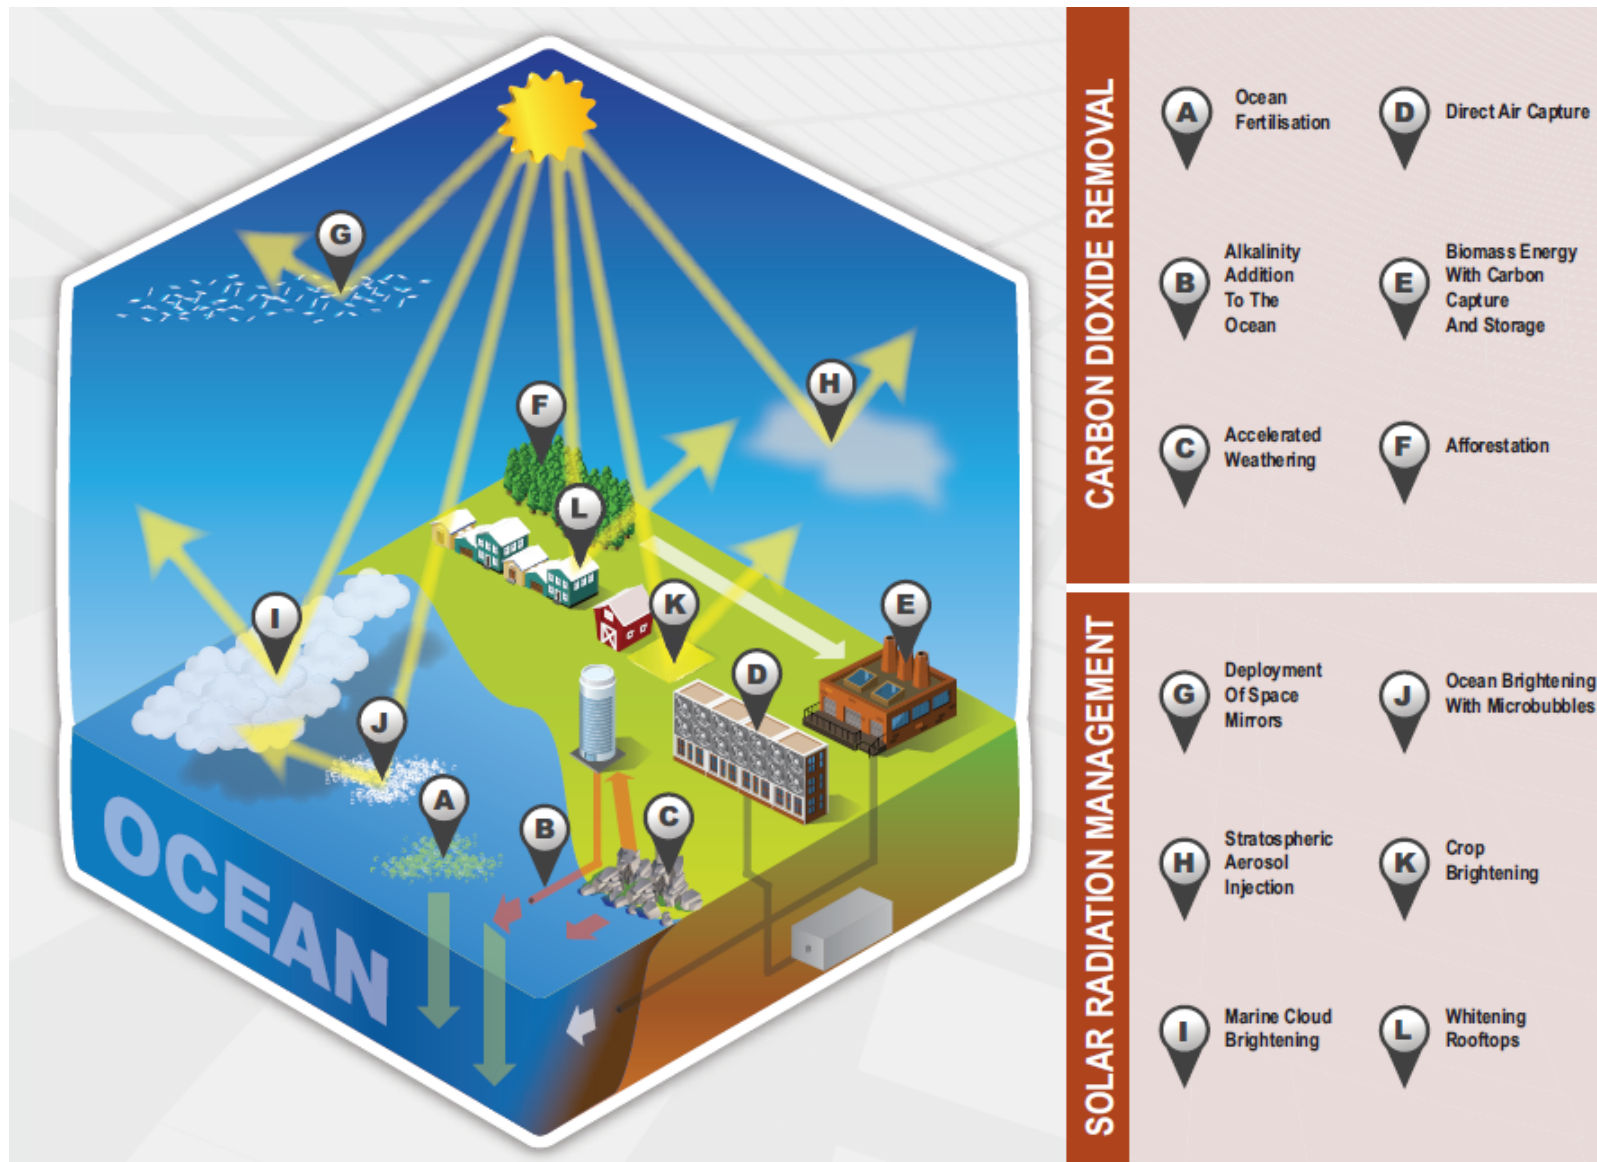 G
H
F
L
I
K
E
D
J
A
B
C
OCEAN
CARBON DIOXIDE REMOVAL
A
Ocean
Fertilisation
D
Direct Air Capture
B
Alkalinity
Addition
To The
Ocean
E
Biomass Energy
With Carbon
Capture
And Storage
C
Accelerated
Weathering
F
Afforestation
SOLAR RADIATION MANAGEMENT
G
Deployment
Of Space
Mirrors
J
Ocean Brightening
With Microbubbles
H
Stratospheric
Aerosol
Injection
K
Crop
Brightening
I
Marine Cloud
Brightening
L
Whitening
Rooftops